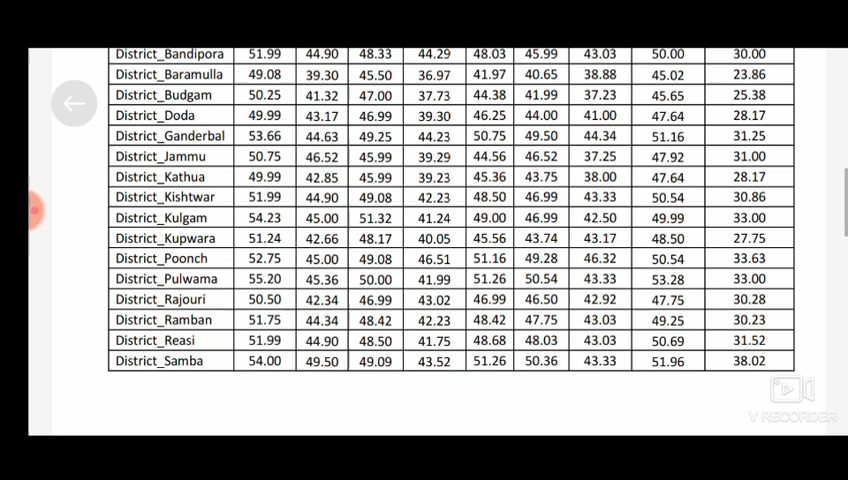 District_Bandipora 51.99 44.90 48.33 44.29 48.03 45.99 43.03 50.00 30.00
District_Baramulla 49.08 39.30 45.50 36.97 41.97 40.65 38.88 45.02 23.86
District_Budgam 50.25 41.32 47.00 37.73 44.38 41.99 37.23 45.65 25.38
District_Doda 49.99 43.17 46.99 39.30 46.25 44.00 41.00 47.64 28.17
District_Ganderbal 53.66 44.63 49.25 44.23 50.75 49.50 44.34 51.16 31.25
District_Jammu 50.75 46.52 45.99 39.29 44.56 46.52 37.25 47.92 31.00
District_Kathua 49.99 42.85 45.99 39.23 45.36 43.75 38.00 47.64 28.17
District_Kishtwar 51.99 44.90 49.08 42.23 48.50 46.99 43.33 50.54 30.86
District_Kulgam 54.23 45.00 51.32 41.24 49.00 46.99 42.50 49.99 33.00
District_Kupwara 51.24 42.66 48.17 40.05 45.56 43.74 43.17 48.50 27.75
District_Poonch 52.75 45.00 49.08 46.51 51.16 49.28 46.32 50.54 33.63
District_Pulwama 55.20 45.36 50.00 41.99 51.26 50.54 43.33 53.28 33.00
District_Rajouri 50.50 42.34 46.99 43.02 46.99 46.50 42.92 47.75 30.28
District_Ramban 51.75 44.34 48.42 42.23 48.42 47.75 43.03 49.25 30.23
District_Reasi 51.99 44.90 48.50 41.75 48.68 48.03 43.03 50.69 31.52
District_Samba 54.00 49.50 49.09 43.52 51.26 50.36 43.33 51.96 38.02
V RECORDER